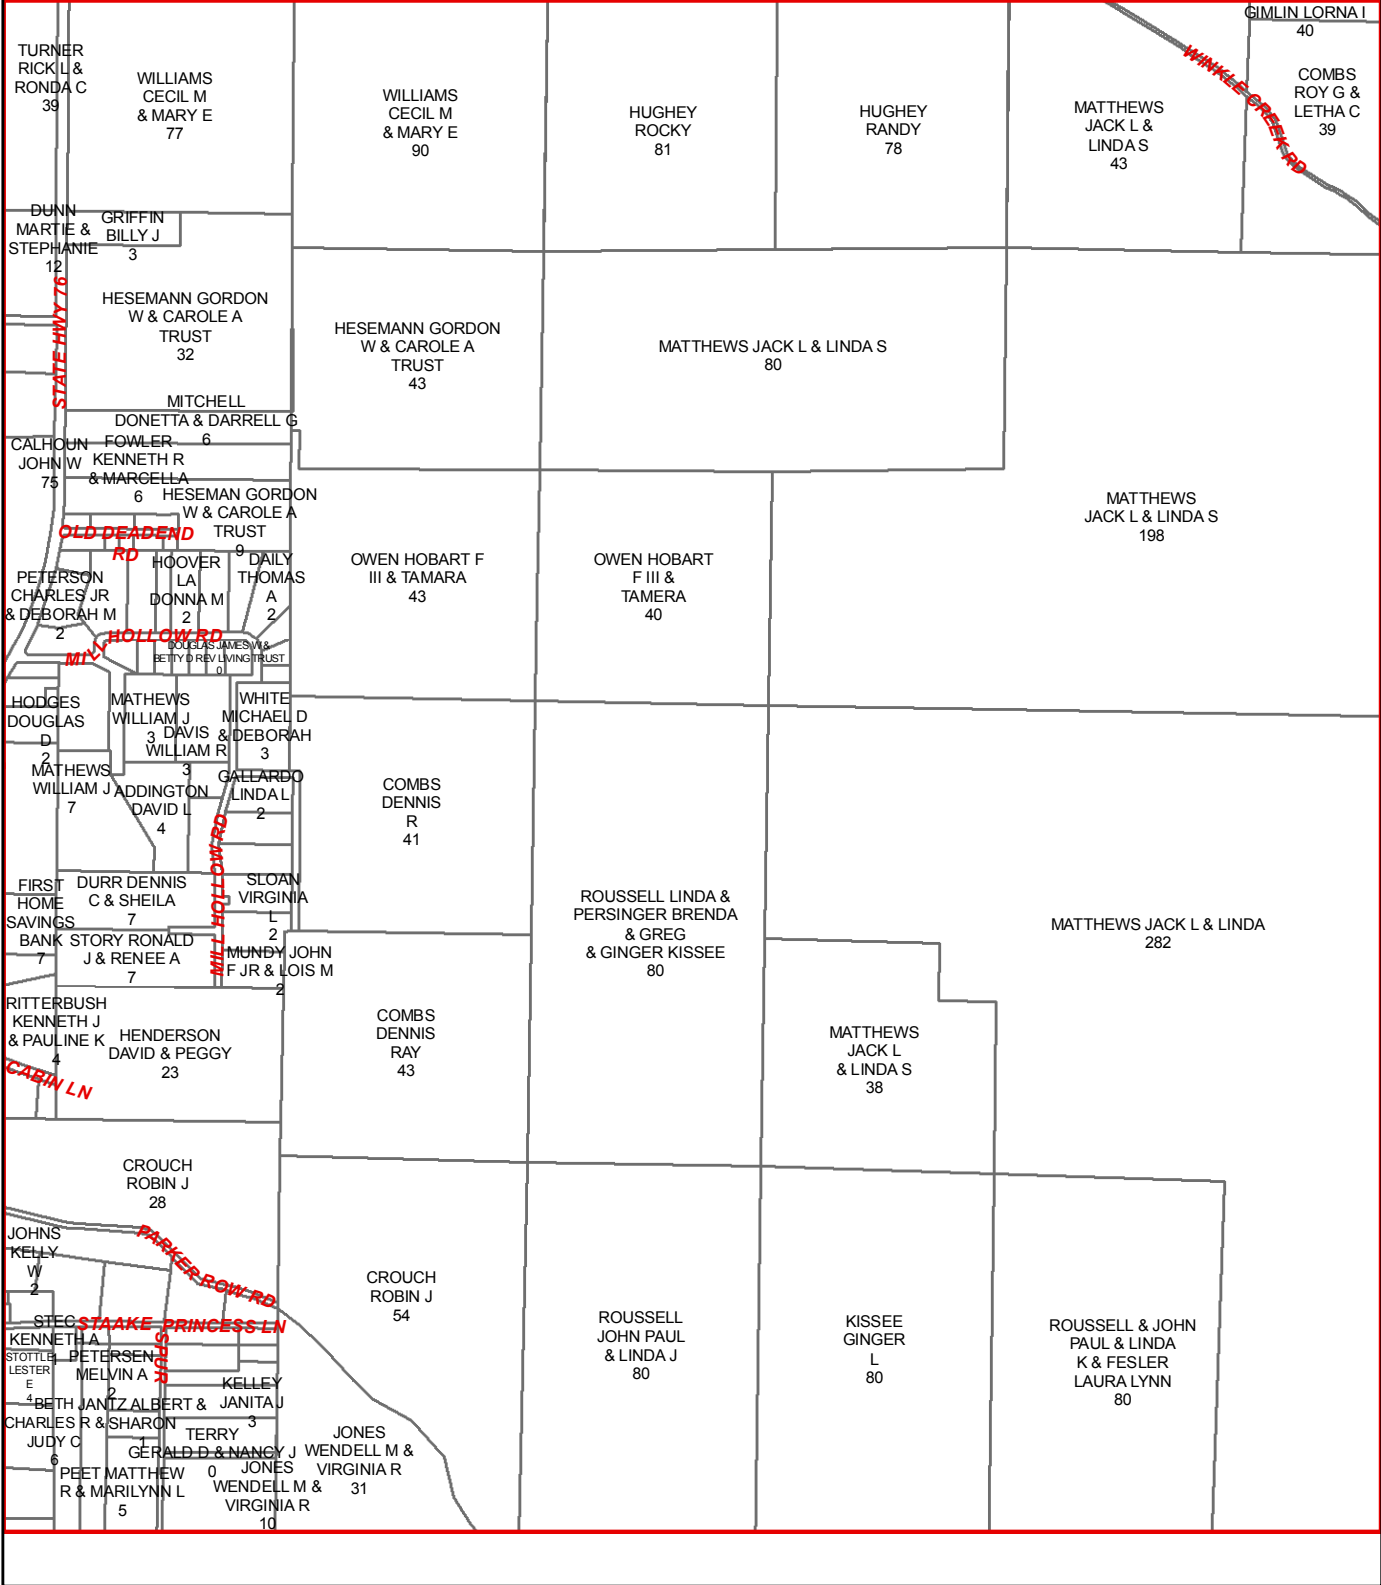 GIMLIN LORNA I
40
TURNER
RICK L &
RONDA C
39
WILLIAMS
CECIL M
& MARY E
77
WILLIAMS
CECIL M
& MARY E
90
HUGHEY
ROCKY
81
HUGHEY
RANDY
78
MATTHEWS
JACK L &
LINDA S
43
WINKLE CREEK RD
COMBS
ROY G &
LETHA C
39
DUNN
MARTIE &
STEPHANIE
12
GRIFFIN
BILLY J
3
STATE HWY 76
HESEMANN GORDON
W & CAROLE A
TRUST
32
HESEMANN GORDON
W & CAROLE A
TRUST
43
MATTHEWS JACK L & LINDA S
80
MITCHELL
DONETTA & DARRELL G
6
CALHOUN
JOHN W
75
FOWLER
KENNETH R
& MARCELLA
6
HESEMAN GORDON
W & CAROLE A
TRUST
9
MATTHEWS
JACK L & LINDA S
198
OLD DEADEND
RD
PETERSON
CHARLES JR
& DEBORAH M
2
HOOVER
LA
DONNA M
2
DAILY
THOMAS
A
2
OWEN HOBART F
III & TAMARA
43
OWEN HOBART
F III &
TAMERA
40
MILL HOLLOW RD
DOUGLAS JAMES W &
BETTY D REV LIVING TRUST
0
HODGES
DOUGLAS
D
2
MATHEWS
WILLIAM J
3
DAVIS
WILLIAM R
3
WHITE
MICHAEL D
& DEBORAH
3
MATHEWS
WILLIAM J
7
ADDINGTON
DAVID L
4
GALLARDO
LINDA L
2
COMBS
DENNIS
R
41
MILL HOLLOW RD
FIRST
HOME
SAVINGS
BANK
7
DURR DENNIS
C & SHEILA
7
SLOAN
VIRGINIA
L
2
ROUSSELL LINDA &
PERSINGER BRENDA
& GREG
& GINGER KISSEE
80
MATTHEWS JACK L & LINDA
282
STORY RONALD
J & RENEE A
7
MUNDY JOHN
F JR & LOIS M
2
RITTERBUSH
KENNETH J
& PAULINE K
4
HENDERSON
DAVID & PEGGY
23
COMBS
DENNIS
RAY
43
MATTHEWS
JACK L
& LINDA S
38
CABIN LN
CROUCH
ROBIN J
28
JOHNS
KELLY
W
2
PARKER ROW RD
CROUCH
ROBIN J
54
ROUSSELL
JOHN PAUL
& LINDA J
80
KISSEE
GINGER
L
80
ROUSSELL & JOHN
PAUL & LINDA
K & FESLER
LAURA LYNN
80
STEC
KENNETH A
1
STAAKE
SPUR
PRINCESS LN
STOTTLE
LESTER
E
4
PETERSEN
MELVIN A
2
KELLEY
JANITA J
3
BETH
CHARLES R &
JUDY C
6
JANTZ ALBERT &
SHARON
1
TERRY
GERALD D & NANCY J
0
JONES
WENDELL M &
VIRGINIA R
31
PEET MATTHEW
R & MARILYNN L
5
JONES
WENDELL M &
VIRGINIA R
10